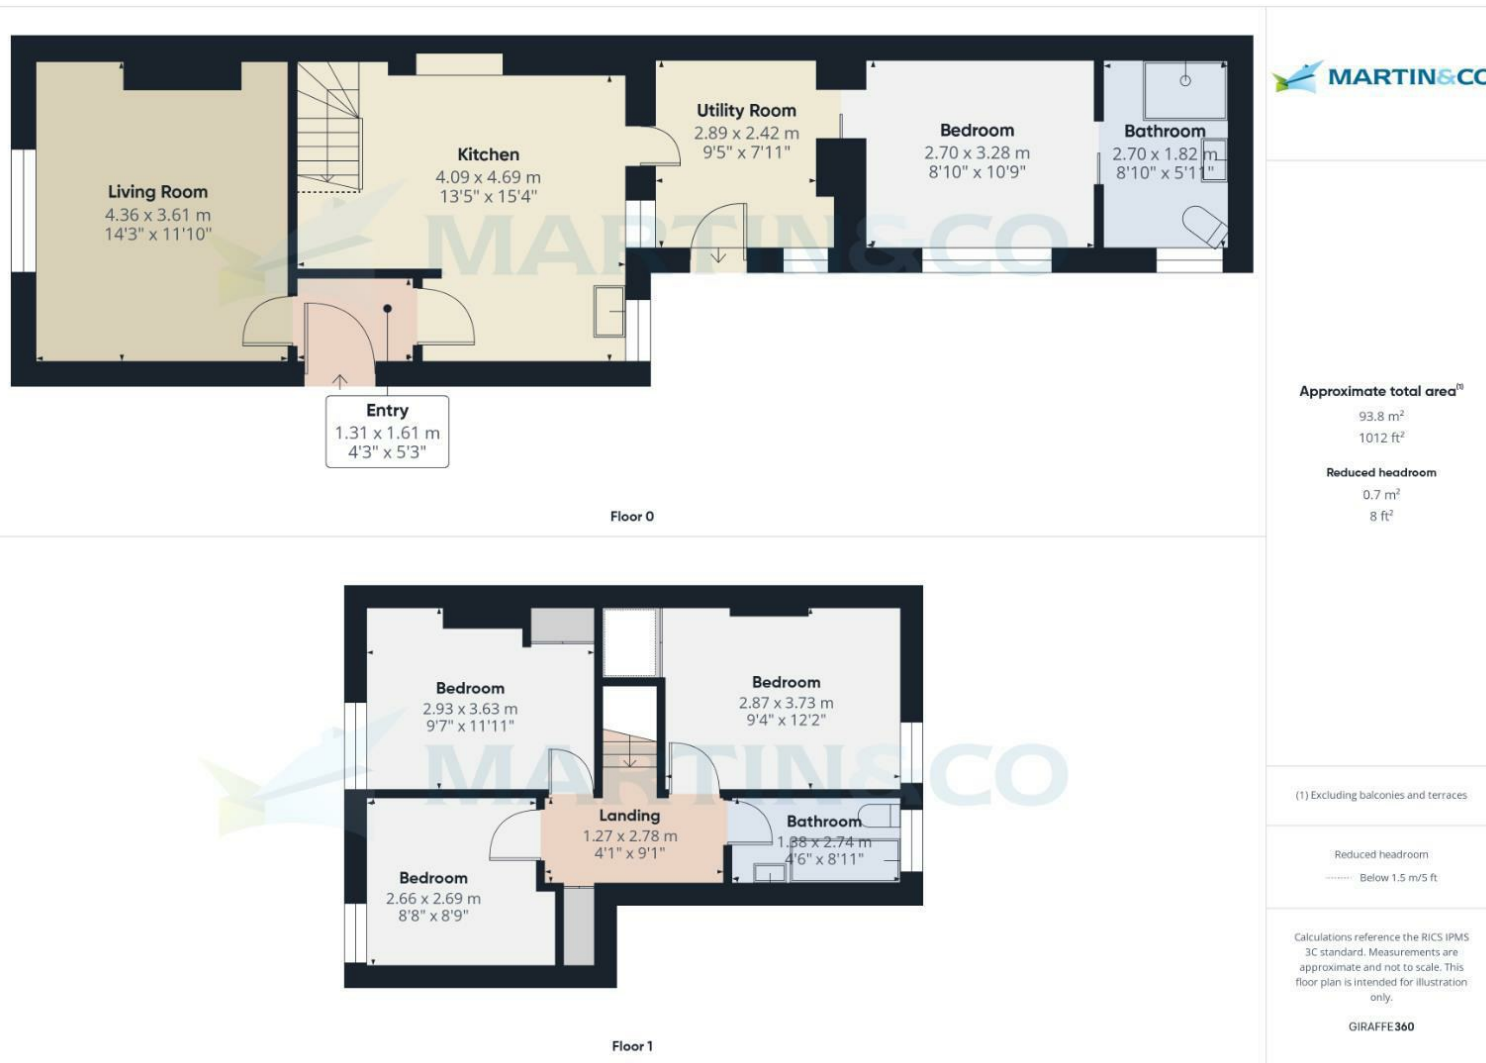 Living Room
4.36 x 3.61 m
14'3" x 11'10"
Kitchen
4.09 x 4.69 m
13'5" x 15'4"
Utility Room
2.89 x 2.42 m
9'5" x 7'11"
Bedroom
2.70 x 3.28 m
8'10" x 10'9"
Bathroom
2.70 x 1.82 m
8'10" x 5'11"
MARTIN&CO
Entry
1.31 x 1.61 m
4'3" x 5'3"
Floor 0
Bedroom
2.93 x 3.63 m
9'7" x 11'11"
Bedroom
2.87 x 3.73 m
9'4" x 12'2"
MARTIN&CO
Landing
1.27 x 2.78 m
4'1" x 9'1"
Bathroom
1.38 x 2.74 m
4'6" x 8'11"
Bedroom
2.66 x 2.69 m
8'8" x 8'9"
Floor 1
MARTIN&CO
Approximate total area(1)
93.8 m²
1012 ft²
Reduced headroom
0.7 m²
8 ft²
(1) Excluding balconies and terraces
Reduced headroom
Below 1.5 m/5 ft
Calculations reference the RICS IPMS
3C standard. Measurements are
approximate and not to scale. This
floor plan is intended for illustration
only.
GIRAFFE360